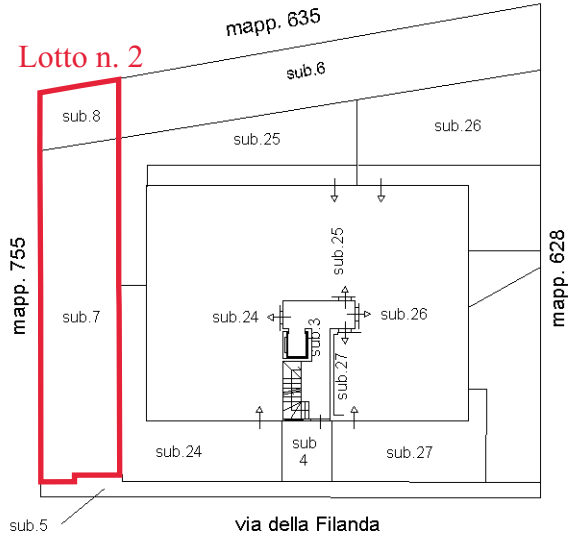 mapp. 635
Lotto n. 2
sub.6
sub.8
sub.25
sub.26
mapp. 755
sub.25
mapp. 628
sub.7
sub.24
sub.3
sub.26
sub.27
sub.24
sub
4
sub.27
sub.5
via della Filanda